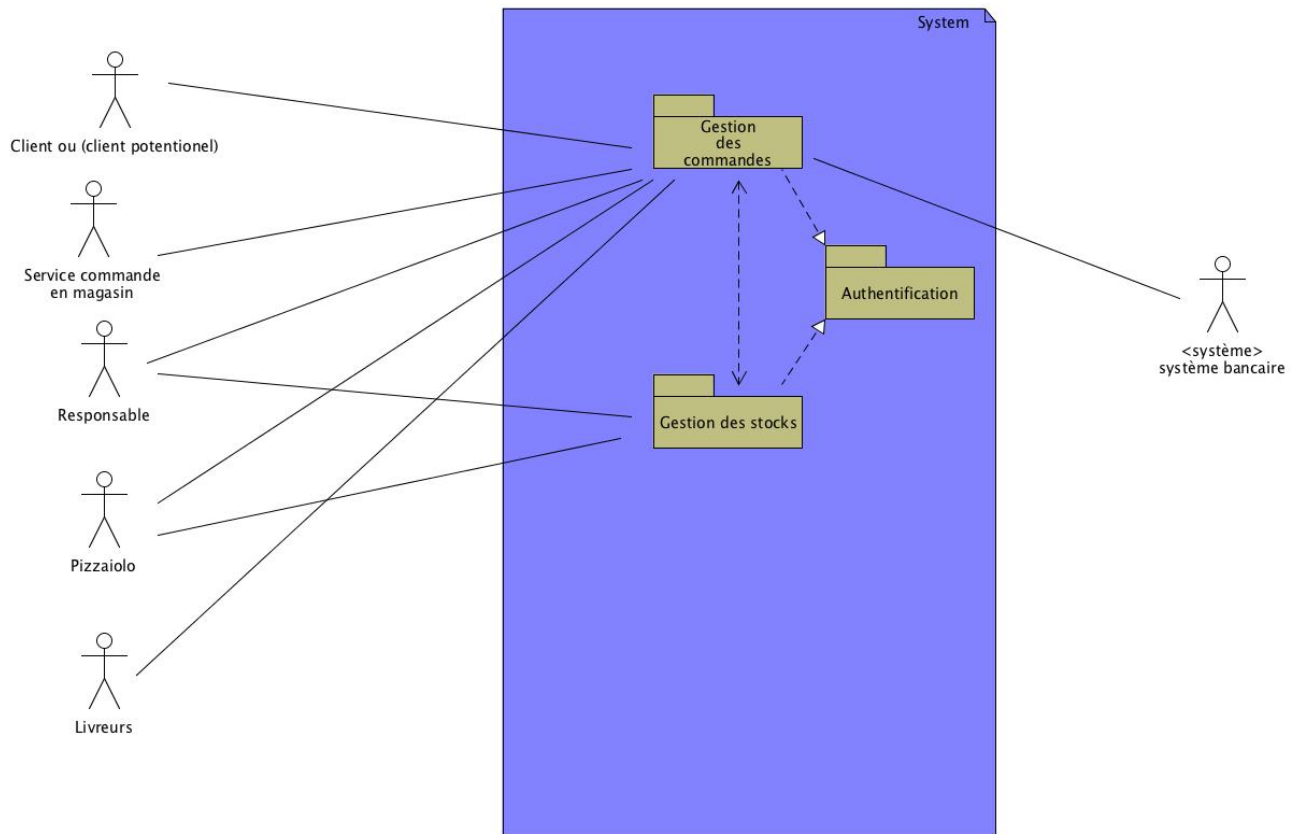 System
Client ou (client potentionel)
Gestion
des
commandes
Service commande
en magasin
Authentification
<système>
système bancaire
Responsable
Gestion des stocks
Pizzaiolo
Livreurs